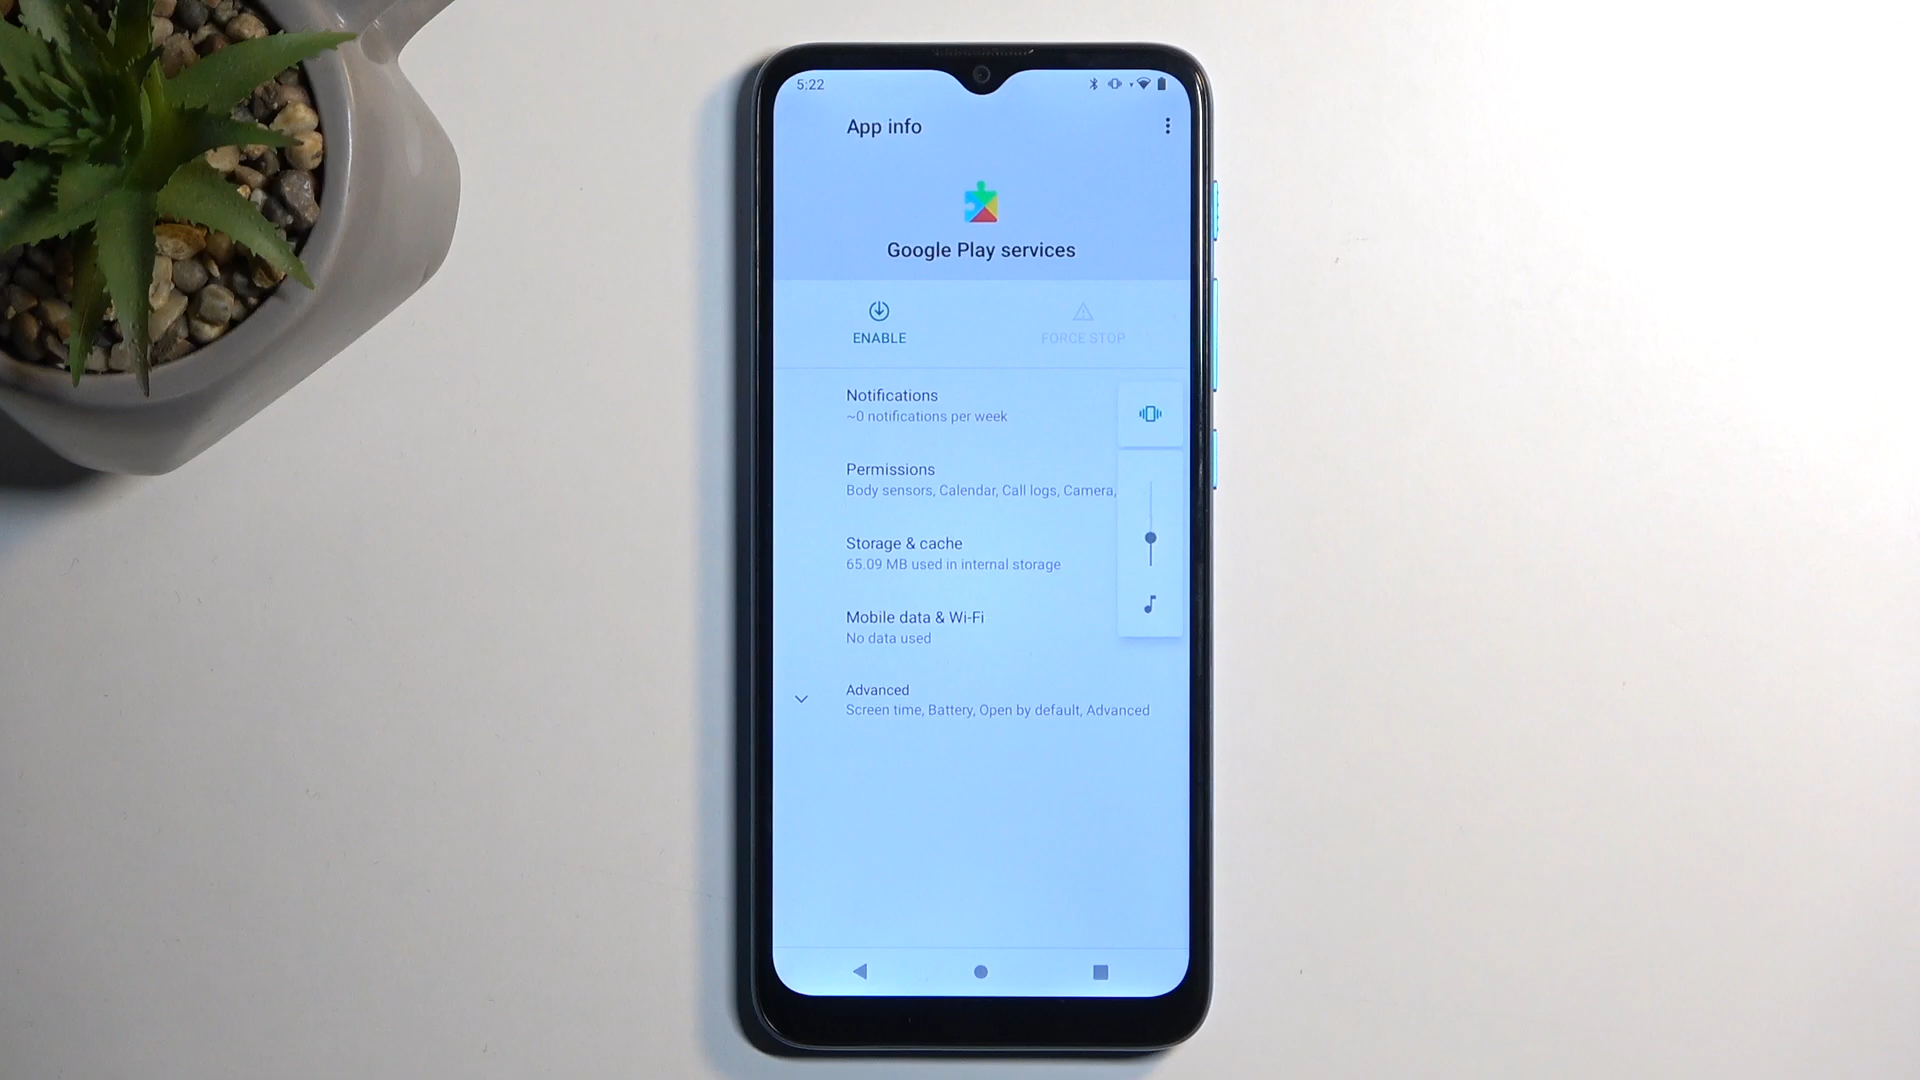 5:22
App info
Google Play services
ENABLE
FORCE STOP
Notifications
~0 notifications per week
Permissions
Body sensors, Calendar, Call logs, Camera,
Storage & cache
65.09 MB used in internal storage
Mobile data & Wi-Fi
No data used
Advanced
Screen time, Battery, Open by default, Advanced